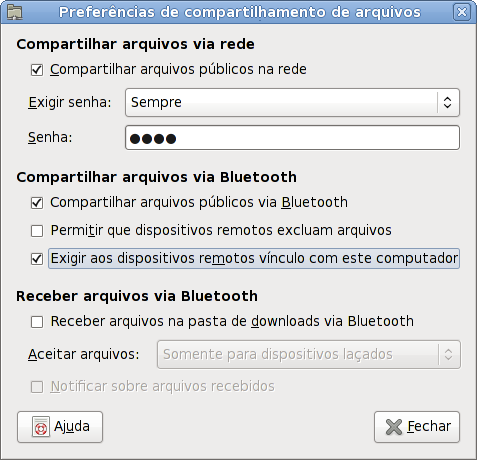 Preferências de compartilhamento de arquivos
Compartilhar arquivos via rede
Compartilhar arquivos públicos na rede
Exigir senha: Sempre
Senha: ●●●●
Compartilhar arquivos via Bluetooth
Compartilhar arquivos públicos via Bluetooth
Permitir que dispositivos remotos excluam arquivos
Exigir aos dispositivos remotos vínculo com este computador
Receber arquivos via Bluetooth
Receber arquivos na pasta de downloads via Bluetooth
Aceitar arquivos: Somente para dispositivos laçados
Notificar sobre arquivos recebidos
Ajuda Fechar